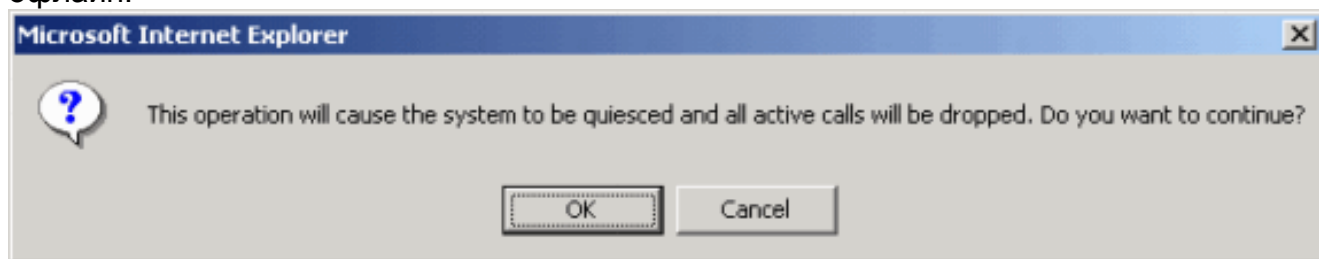 офлайн.
Microsoft Internet Explorer
?
This operation will cause the system to be quiesced and all active calls will be dropped. Do you want to continue?
OK
Cancel